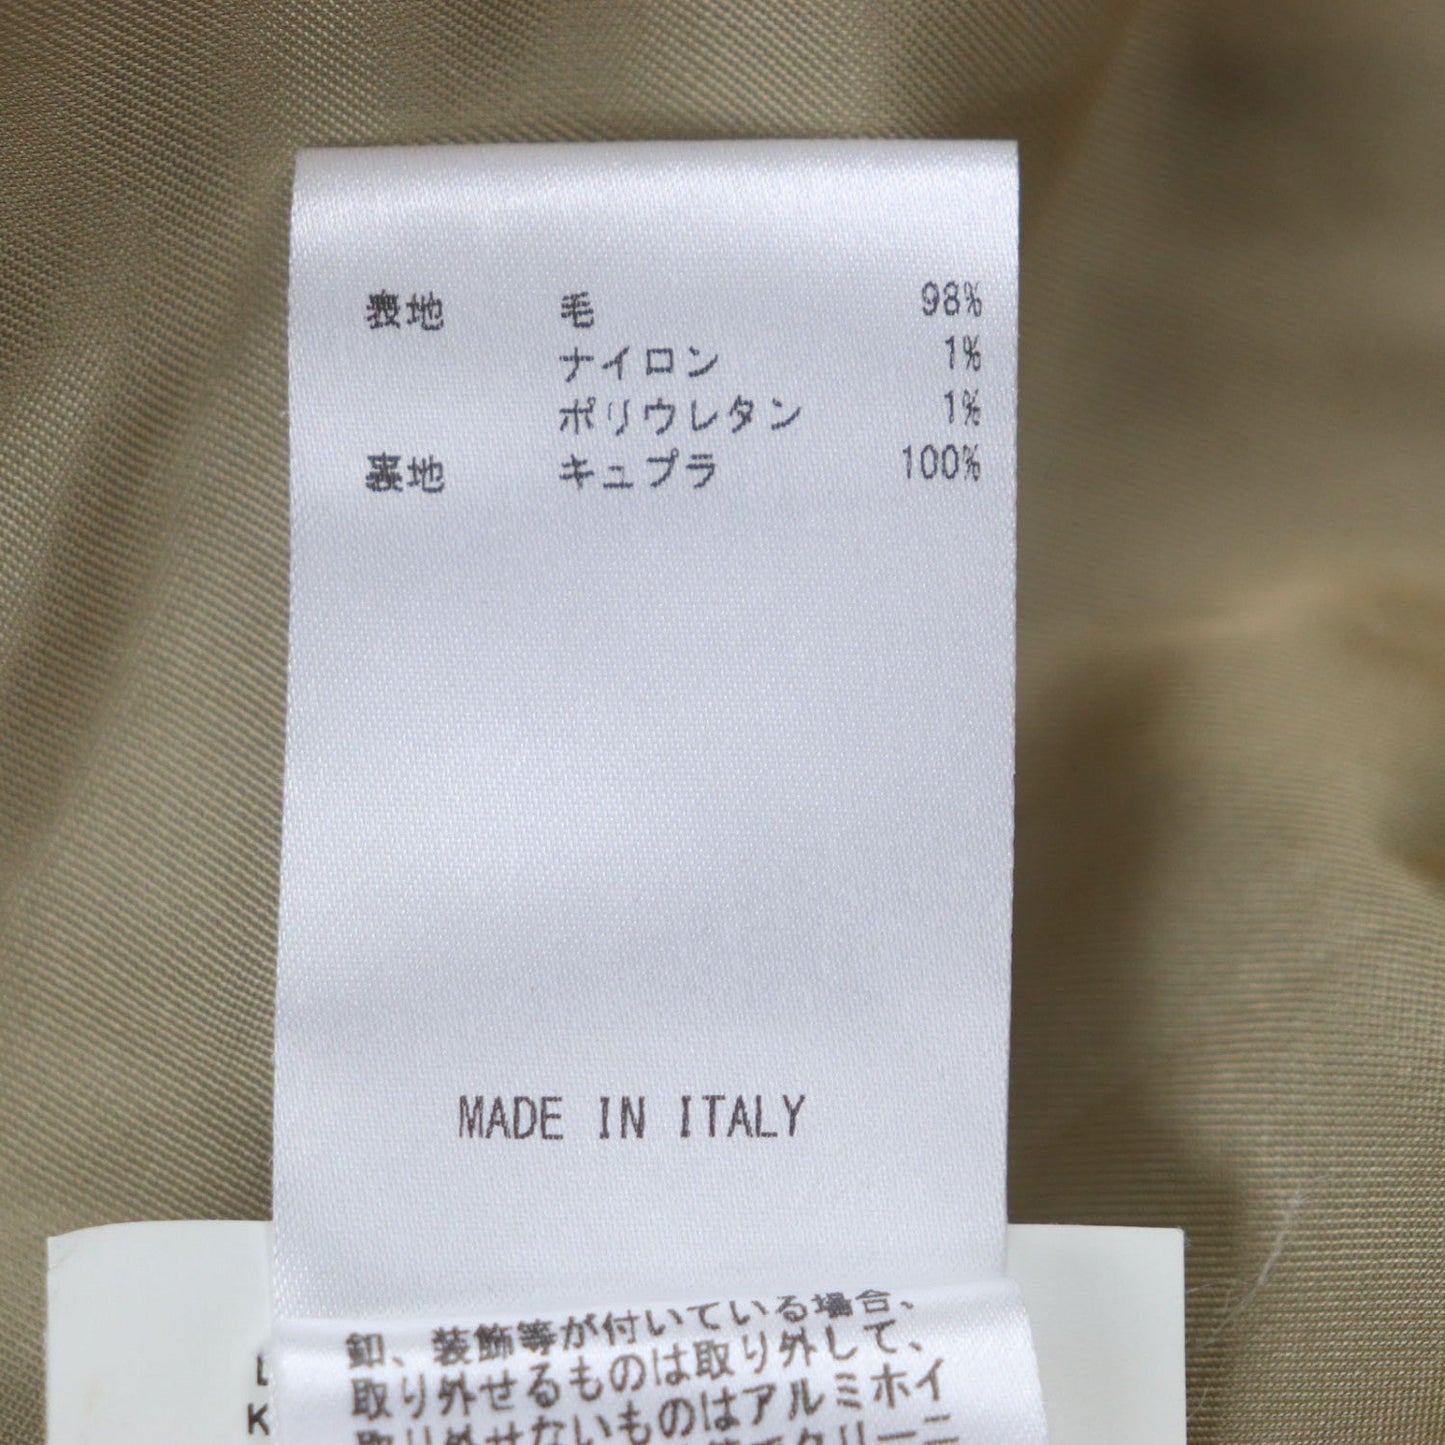 表地 毛 98%
ナイロン 1%
ポリウレタン 1%
裏地 キュプラ 100%
MADE IN ITALY
釦、装飾等が付いている場合、
取り外せるものは取り外して、
取り外せないものはアルミホイ
K